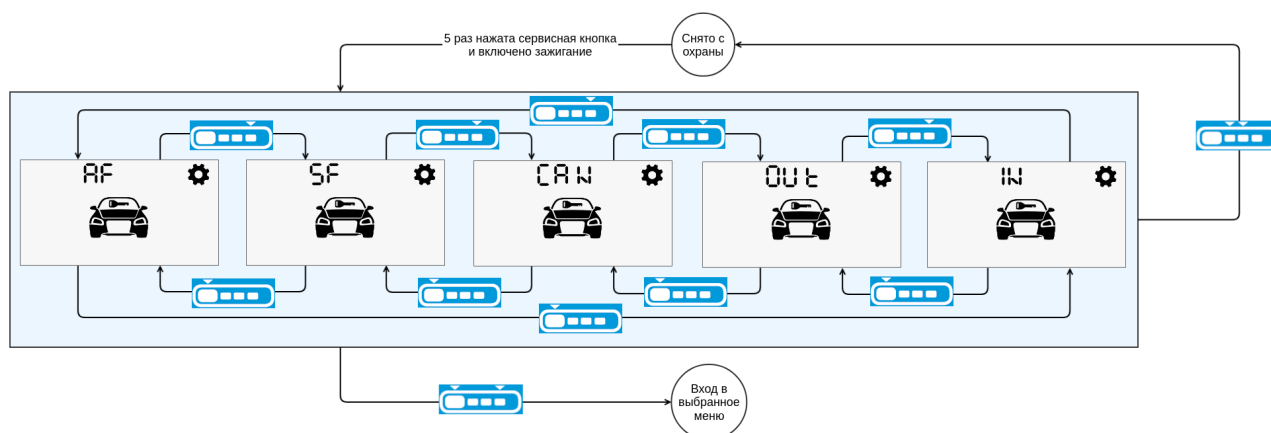 5 раз нажата сервисная кнопка
и включено зажигание
Снято с
охраны
AF
SF
CAN
OUt
IN
Вход в
выбранное
меню